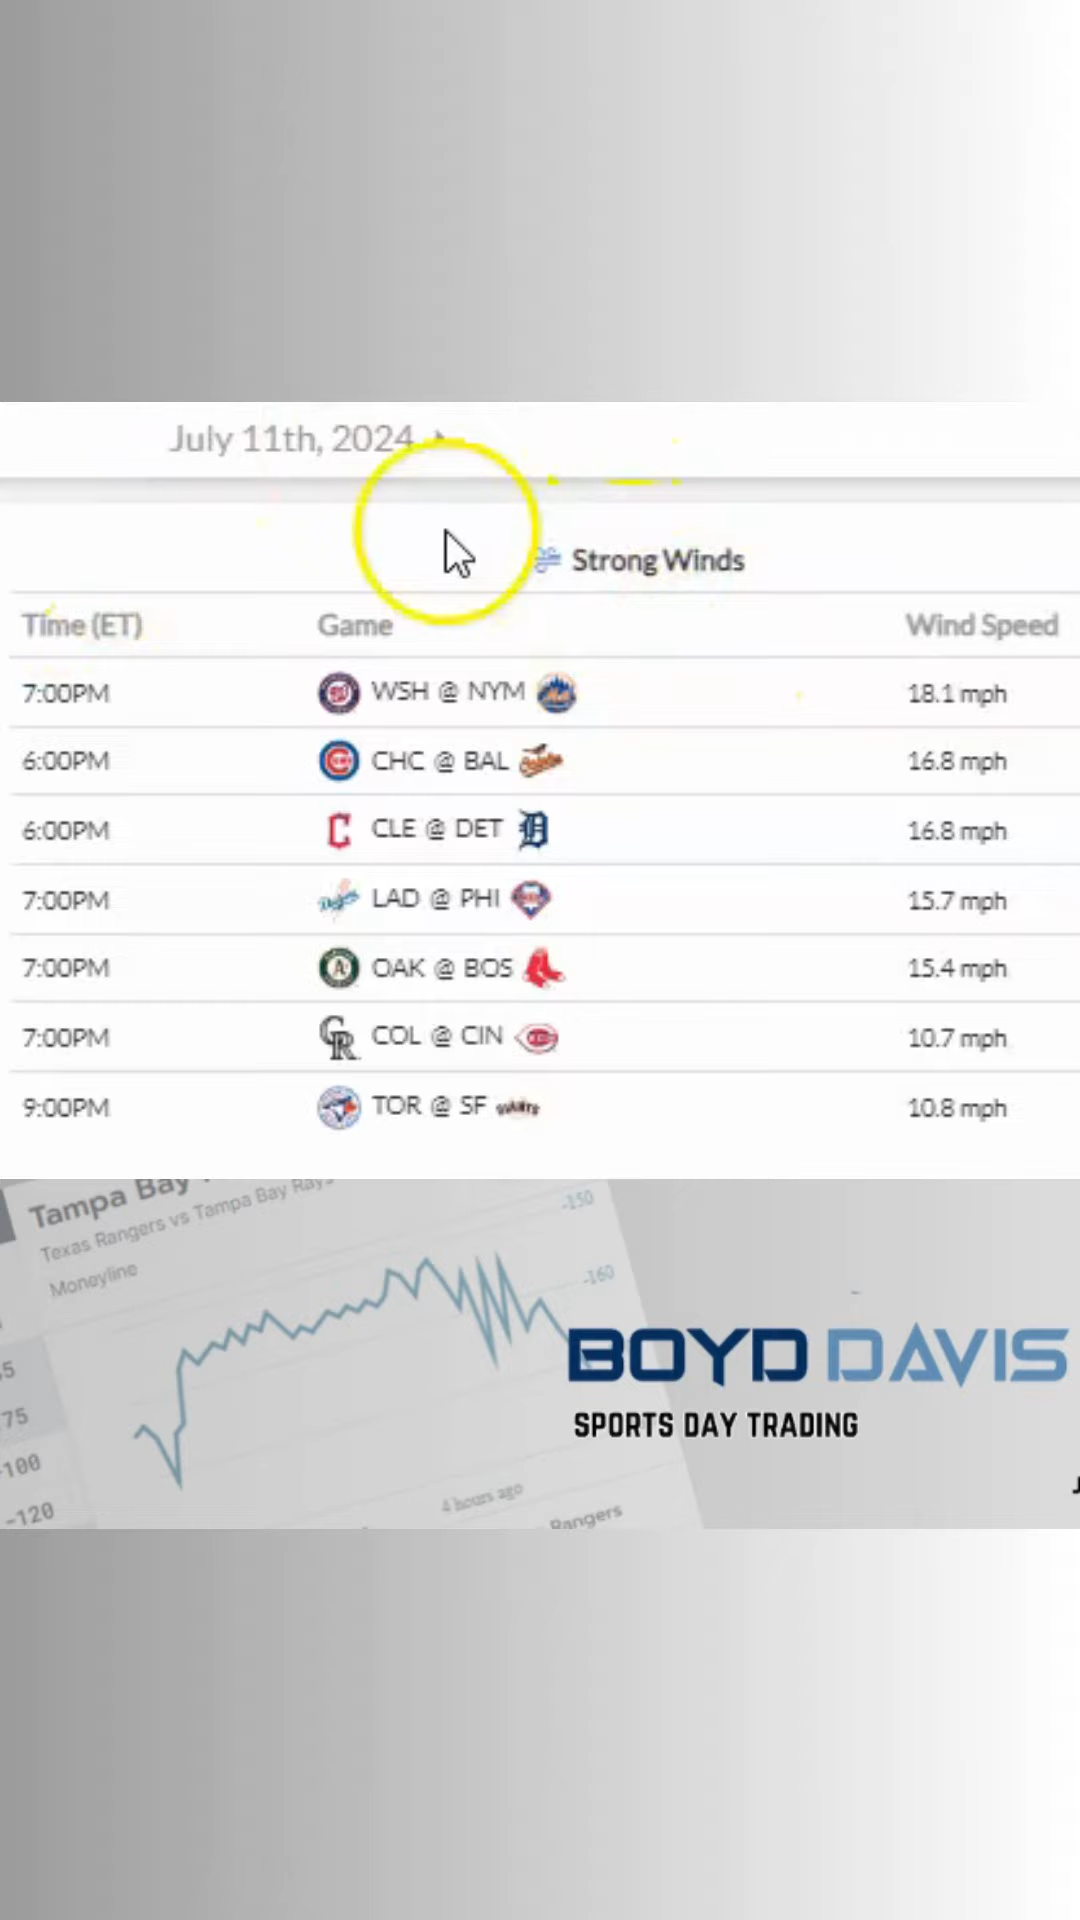 July 11th, 2024
Strong Winds
Time (ET) Game Wind Speed
7:00PM WSH @ NYM 18.1 mph
6:00PM CHC @ BAL 16.8 mph
6:00PM CLE @ DET 16.8 mph
7:00PM LAD @ PHI 15.7 mph
7:00PM OAK @ BOS 15.4 mph
7:00PM COL @ CIN 10.7 mph
9:00PM TOR @ SF GIANTS 10.8 mph
Tampa Bay
Texas Rangers vs Tampa Bay Rays
Moneyline
-150
-160
BOYD DAVIS
SPORTS DAY TRADING
5
75
-100
-120
4 hours ago
Rangers